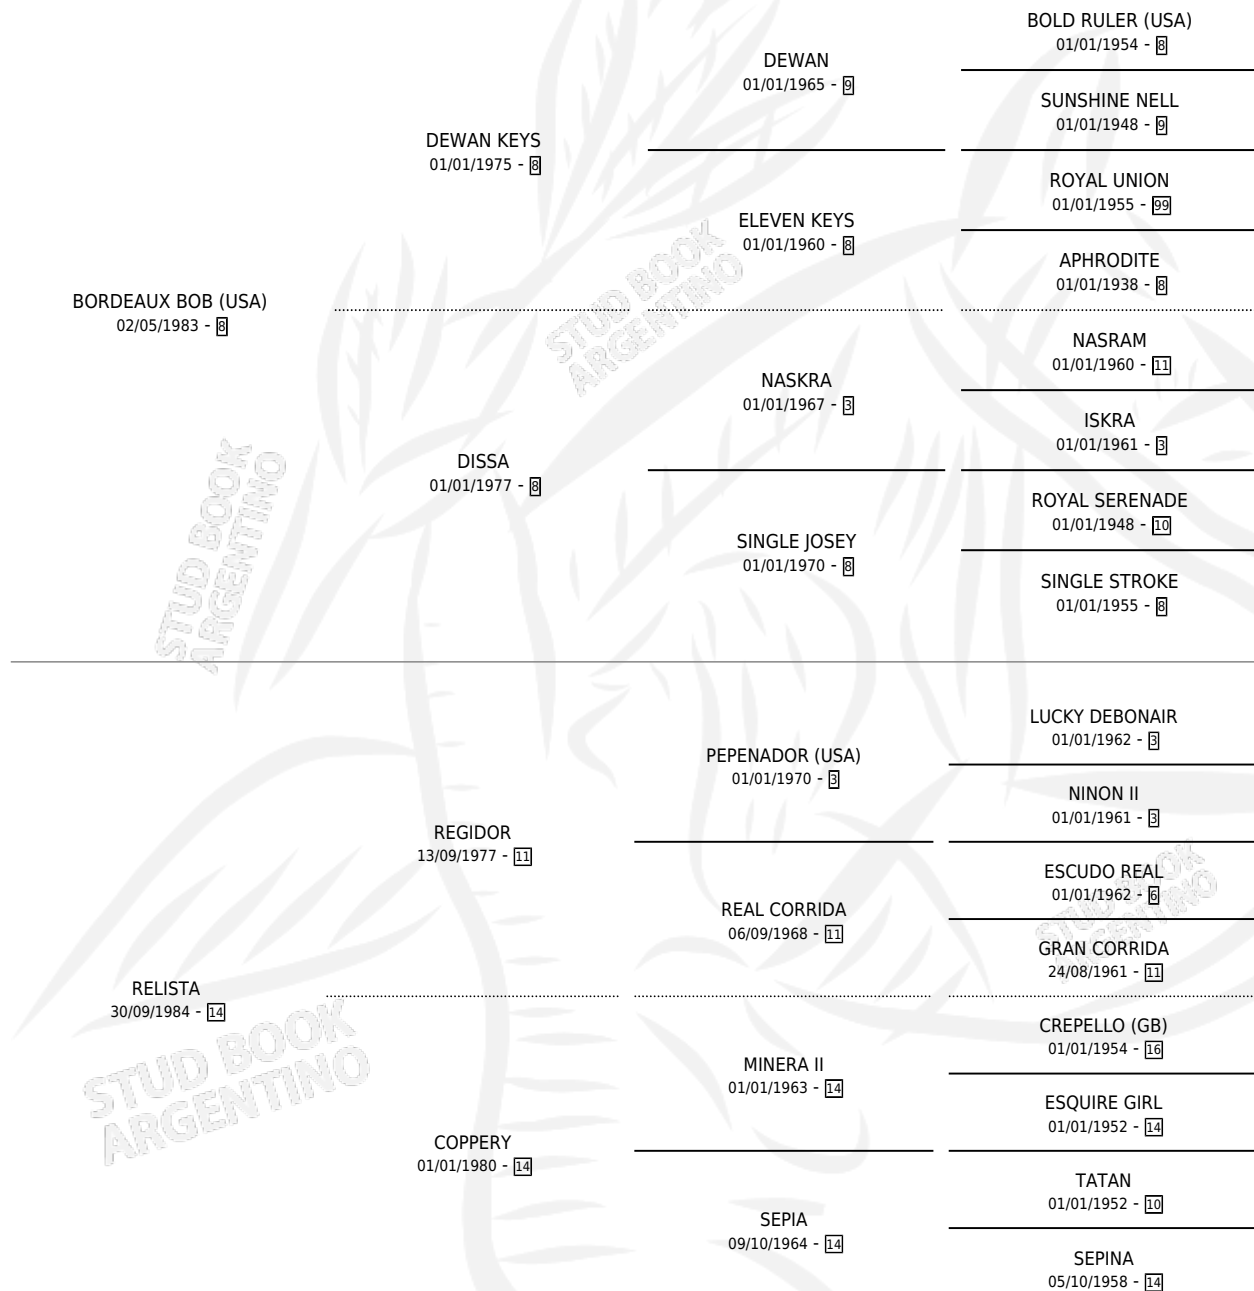 BORDEAUX BOB (USA)
02/05/1983 - 8
DEWAN KEYS
01/01/1975 - 8
DISSA
01/01/1977 - 8
DEWAN
01/01/1965 - 9
ELEVEN KEYS
01/01/1960 - 8
NASKRA
01/01/1967 - 3
SINGLE JOSEY
01/01/1970 - 8
BOLD RULER (USA)
01/01/1954 - 8
SUNSHINE NELL
01/01/1948 - 9
ROYAL UNION
01/01/1955 - 99
APHRODITE
01/01/1938 - 8
NASRAM
01/01/1960 - 11
ISKRA
01/01/1961 - 3
ROYAL SERENADE
01/01/1948 - 10
SINGLE STROKE
01/01/1955 - 8
STUD BOOK
ARGENTINO
STUD BOOK
ARGENTINO
RELISTA
30/09/1984 - 14
REGIDOR
13/09/1977 - 11
COPPERY
01/01/1980 - 14
PEPENADOR (USA)
01/01/1970 - 3
REAL CORRIDA
06/09/1968 - 11
MINERA II
01/01/1963 - 14
SEPIA
09/10/1964 - 14
LUCKY DEBONAIR
01/01/1962 - 3
NINON II
01/01/1961 - 3
ESCUDO REAL
01/01/1962 - 6
GRAN CORRIDA
24/08/1961 - 11
CREPELLO (GB)
01/01/1954 - 16
ESQUIRE GIRL
01/01/1952 - 14
TATAN
01/01/1952 - 10
SEPINA
05/10/1958 - 14
STUD BOOK
ARGENTINO
STUD BOOK
ARGENTINO